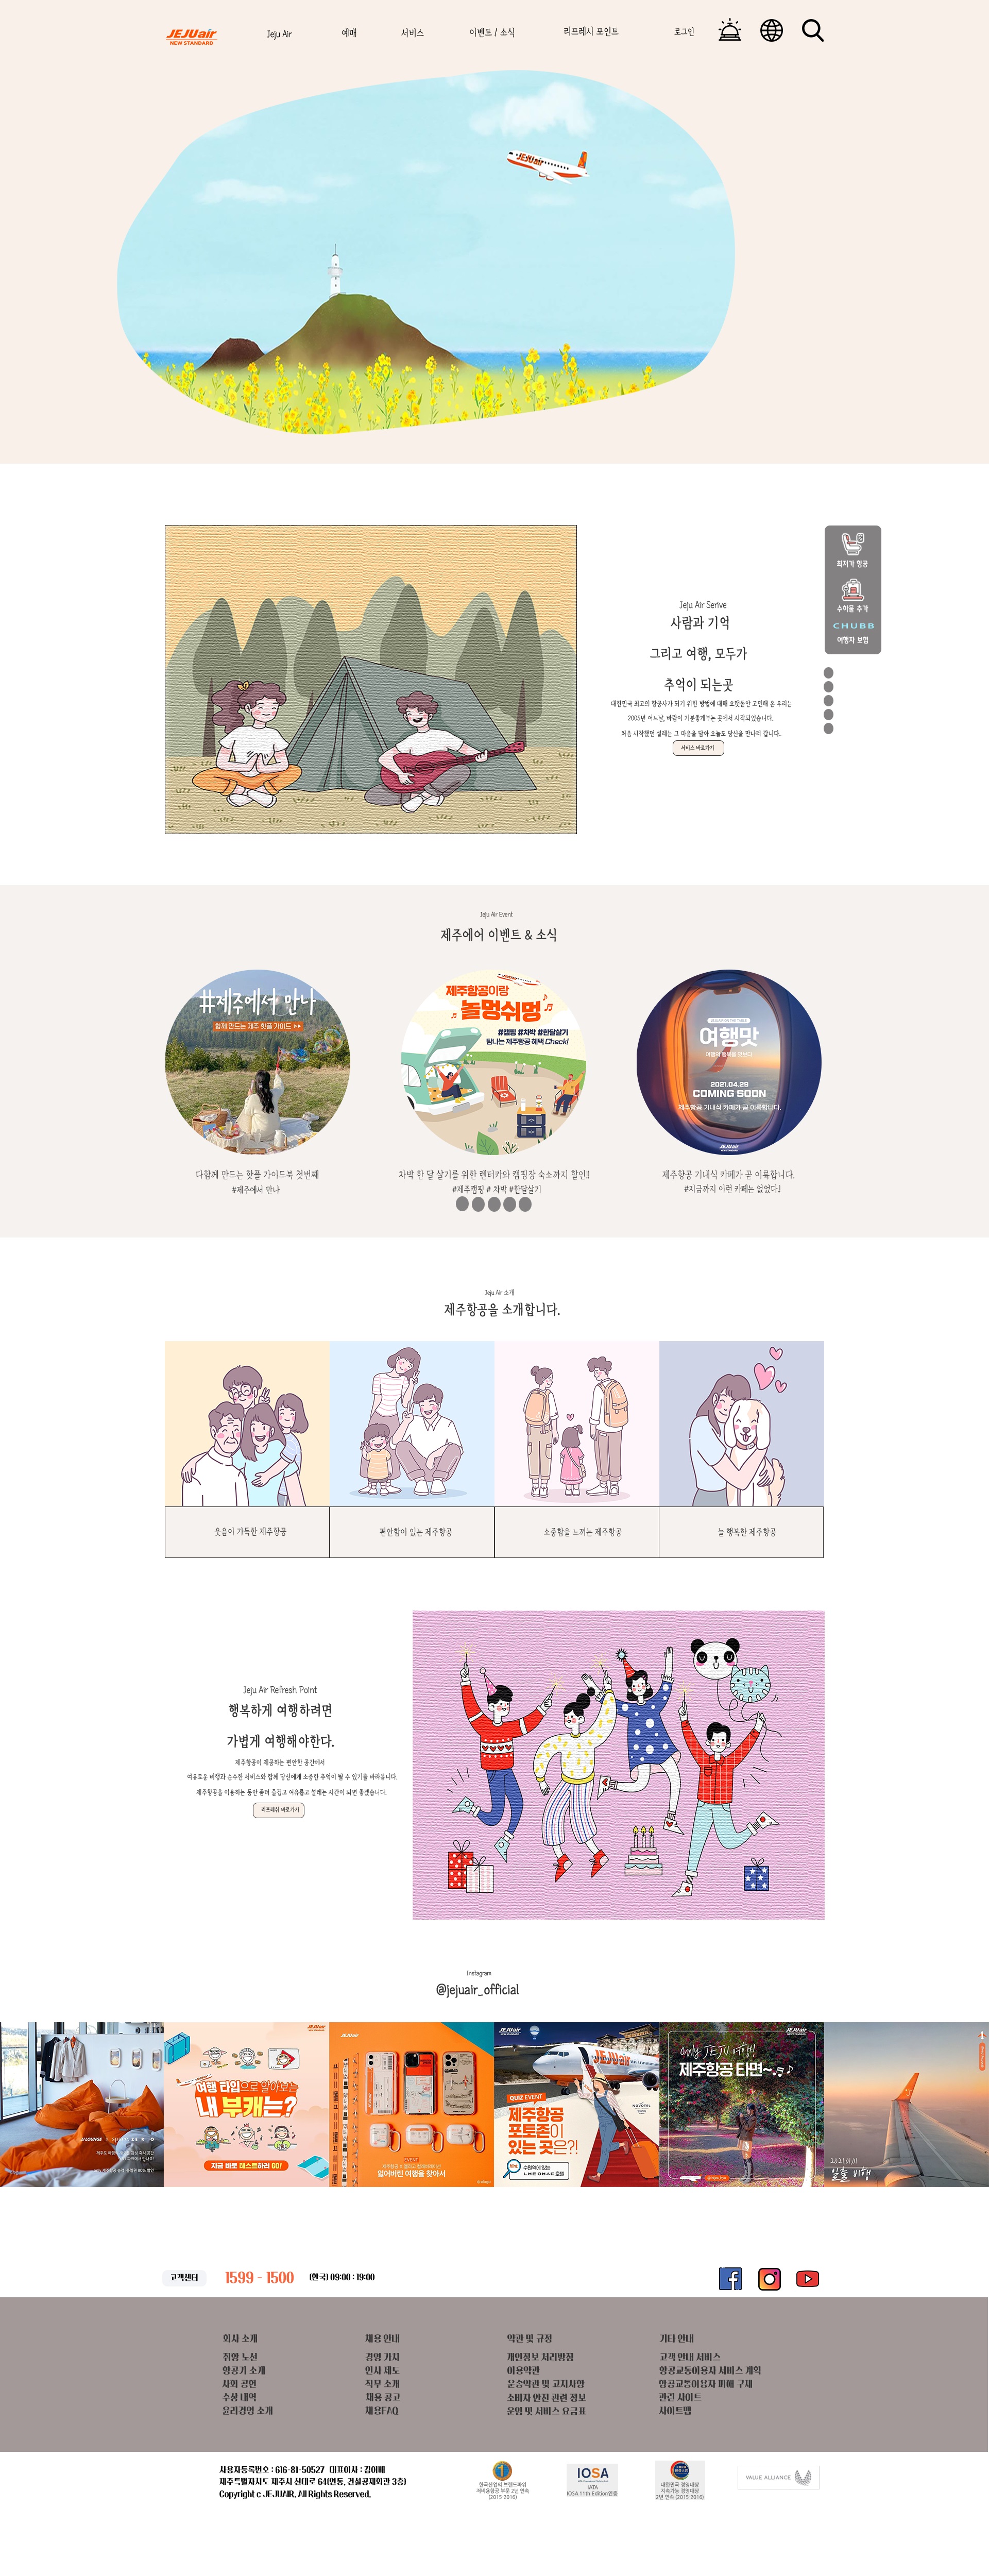 JEJUair
NEW STANDARD
Jeju Air
예매
서비스
이벤트 / 소식
리프레시 포인트
로그인
JEJUair
최저가 항공
수하물 추가
CHUBB
여행자 보험
Jeju Air Serive
사람과 기억
그리고 여행, 모두가
추억이 되는곳
대한민국 최고의 항공사가 되기 위한 방법에 대해 오랫동안 고민해 온 우리는
2005년 어느날, 바람이 기분좋게부는 곳에서 시작되었습니다.
처음 시작했던 설레는 그 마음을 담아 오늘도 당신을 만나러 갑니다.
서비스 바로가기
Jeju Air Event
제주에어 이벤트 & 소식
#제주에서 만나
함께 만드는 제주 핫플 가이드
제주항공이랑
놀멍쉬멍
#캠핑 #차박 #한달살기
탐나는 제주항공 혜택 Check!
여행맛
2021.04.29
COMING SOON
제주항공 기내식 카페가 곧 이륙합니다.
JEJUair
다함께 만드는 핫플 가이드북 첫번째
#제주에서 만나
차박 한 달 살기를 위한 렌터카와 캠핑장 숙소까지 할인!!
#제주캠핑 # 차박 #한달살기
제주항공 기내식 카페가 곧 이륙합니다.
#지금까지 이런 카페는 없었다!
Jeju Air 소개
제주항공을 소개합니다.
웃음이 가득한 제주항공
편안함이 있는 제주항공
소중함을 느끼는 제주항공
늘 행복한 제주항공
Jeju Air Refresh Point
행복하게 여행하려면
가볍게 여행해야한다.
제주항공이 제공하는 편안한 공간에서
여유로운 비행과 순수한 서비스와 함께 당신에게 소중한 추억이 될 수 있기를 바라봅니다.
제주항공을 이용하는 동안 좀더 즐겁고 여유롭고 설레는 시간이 되면 좋겠습니다.
리프레쉬 바로가기
Instagram
@jejuair_official
JEJUair
여행 타입으로 알아보는
내 부캐는?
지금 바로 테스트하러 GO!
JEJUair
EVENT
잃어버린 여행을 찾아서
JEJUair
JEJUair
QUIZ EVENT
제주항공
포토존이
있는 곳은?!
NOVOTEL
JEJUair
Only JEJU 여행!
제주항공 타면~
2021.01.01
일출 비행
고객센터
1599 - 1500
(한국) 09:00 : 19:00
회사 소개
취항 노선
항공기 소개
사회 공헌
수상 내역
윤리경영 소개
채용 안내
경영 가치
인사 제도
직무 소개
채용 공고
채용FAQ
약관 및 규정
개인정보 처리방침
이용약관
운송약관 및 고지사항
소비자 안전 관련 정보
운임 및 서비스 요금표
기타 안내
고객 안내 서비스
항공교통이용자 서비스 계획
항공교통이용자 피해 구제
관련 사이트
사이트맵
사용자등록번호 : 616-81-50527 대표이사 : 김이배
제주특별자치도 제주시 신대로 64(연동, 건설공제회관 3층)
Copyright c JEJUAIR. All Rights Reserved.
1
한국산업의 브랜드파워
저비용항공 부문 2년 연속
(2015-2016)
IOSA
IATA
IOSA 11th Edition인증
대한민국 경영대상
지속가능 경영대상
2년 연속 (2015-2016)
VALUE ALLIANCE